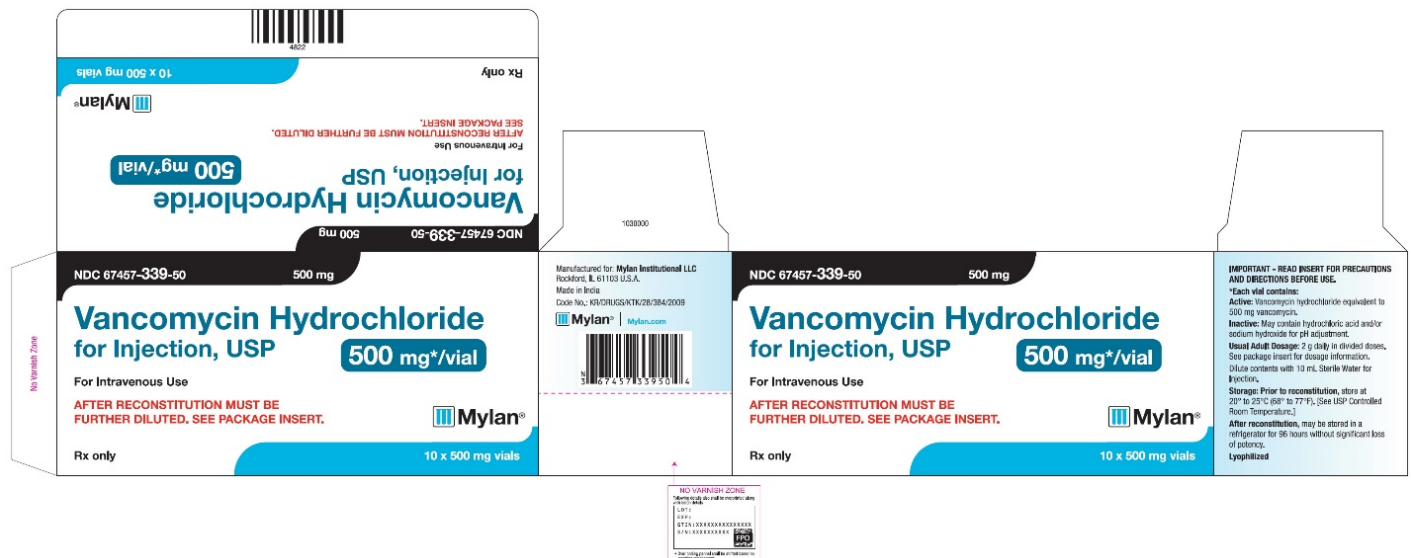 4822
Rx only
10 x 500 mg vials
Mylan®
AFTER RECONSTITUTION MUST BE FURTHER DILUTED.
SEE PACKAGE INSERT.
For Intravenous Use
Vancomycin Hydrochloride
for Injection, USP
500 mg*/vial
NDC 67457-339-50
500 mg
No Varnish Zone
NDC 67457-339-50
500 mg
Vancomycin Hydrochloride
for Injection, USP
500 mg*/vial
For Intravenous Use
AFTER RECONSTITUTION MUST BE
FURTHER DILUTED. SEE PACKAGE INSERT.
Mylan®
Rx only
10 x 500 mg vials
1030000
Manufactured for: Mylan Institutional LLC
Rockford, IL 61103 U.S.A.
Made in India
Code No.: KR/DRUGS/KTK/28/384/2009
Mylan®
Mylan.com
N
3 67457 33950 4
NDC 67457-339-50
500 mg
Vancomycin Hydrochloride
for Injection, USP
500 mg*/vial
For Intravenous Use
AFTER RECONSTITUTION MUST BE
FURTHER DILUTED. SEE PACKAGE INSERT.
Mylan®
Rx only
10 x 500 mg vials
IMPORTANT - READ INSERT FOR PRECAUTIONS
AND DIRECTIONS BEFORE USE.
*Each vial contains:
Active: Vancomycin hydrochloride equivalent to
500 mg vancomycin.
Inactive: May contain hydrochloric acid and/or
sodium hydroxide for pH adjustment.
Usual Adult Dosage: 2 g daily in divided doses.
See package insert for dosage information.
Dilute contents with 10 mL Sterile Water for
Injection.
Storage: Prior to reconstitution, store at
20° to 25°C (68° to 77°F). [See USP Controlled
Room Temperature.]
After reconstitution, may be stored in a
refrigerator for 96 hours without significant loss
of potency.
Lyophilized
NO VARNISH ZONE
LOT:
EXP:
GTIN:XXXXXXXXXXXXXX
S/N:XXXXXXXXXX
FPO